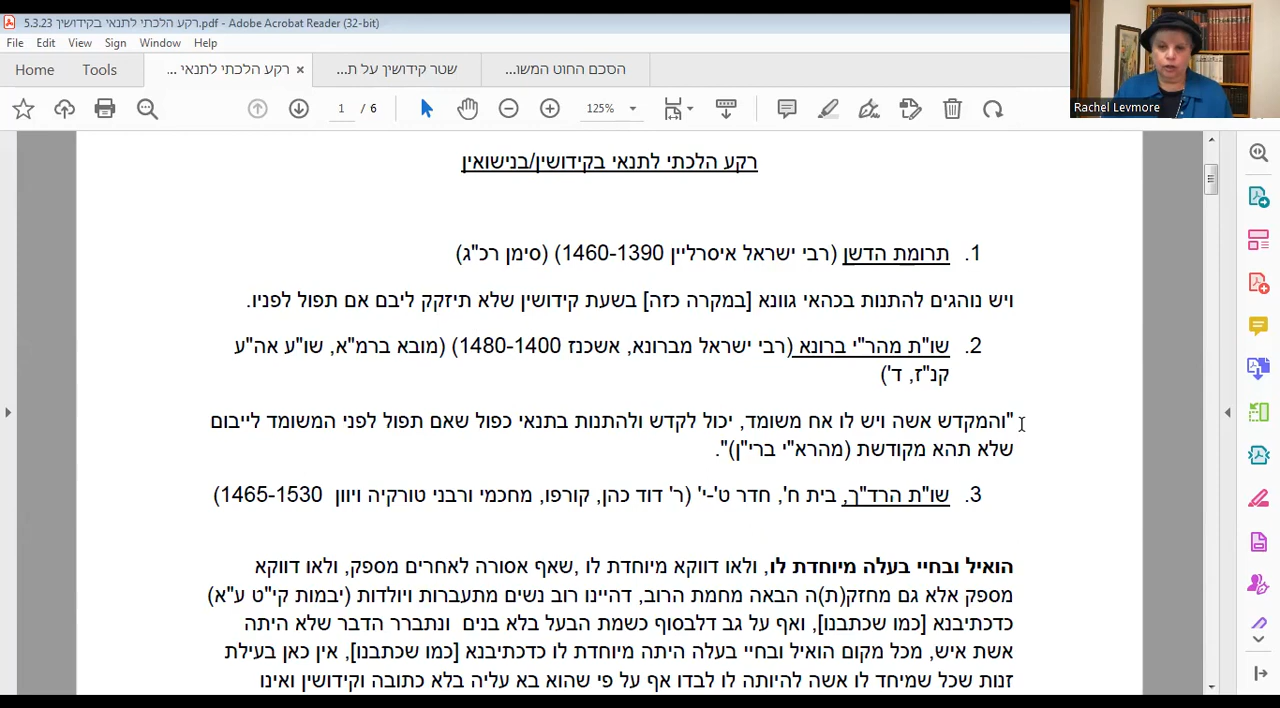 רקע הלכתי לתנאי בקידושין 5.3.23.pdf - Adobe Acrobat Reader (32-bit)
File Edit View Sign Window Help
Home Tools רקע הלכתי לתנאי ... × שטר קידושין על ת... הסכם החוט המשו...
1 / 6 125%
Rachel Levmore
רקע הלכתי לתנאי בקידושין/בנישואין
1. תרומת הדשן (רבי ישראל איסרליין 1460-1390) (סימן רכ"ג)
ויש נוהגים להתנות בכהאי גוונא [במקרה כזה] בשעת קידושין שלא תיזקק ליבם אם תפול לפניו.
2. שו"ת מהר"י ברונא (רבי ישראל מברונא, אשכנז 1480-1400) (מובא ברמ"א, שו"ע אה"ע
קנ"ז, ד')
"והמקדש אשה ויש לו אח משומד, יכול לקדש ולהתנות בתנאי כפול שאם תפול לפני המשומד לייבום
שלא תהא מקודשת (מהרא"י ברי"ן)".
3. שו"ת הרד"ך, בית ח', חדר ט'-י' (ר' דוד כהן, קורפו, מחכמי ורבני טורקיה ויוון 1465-1530)
הואיל ובחיי בעלה מיוחדת לו, ולאו דווקא מיוחדת לו ,שאף אסורה לאחרים מספק, ולאו דווקא
מספק אלא גם מחזק(ת)ה הבאה מחמת הרוב, דהיינו רוב נשים מתעברות ויולדות (יבמות קי"ט ע"א)
כדכתיבנא [כמו שכתבנו], ואף על גב דלבסוף כשמת הבעל בלא בנים ונתברר הדבר שלא היתה
אשת איש, מכל מקום הואיל ובחיי בעלה היתה מיוחדת לו כדכתיבנא [כמו שכתבנו], אין כאן בעילת
זנות שכל שמיחד לו אשה להיותה לו לבדו אף על פי שהוא בא עליה בלא כתובה וקידושין ואינו